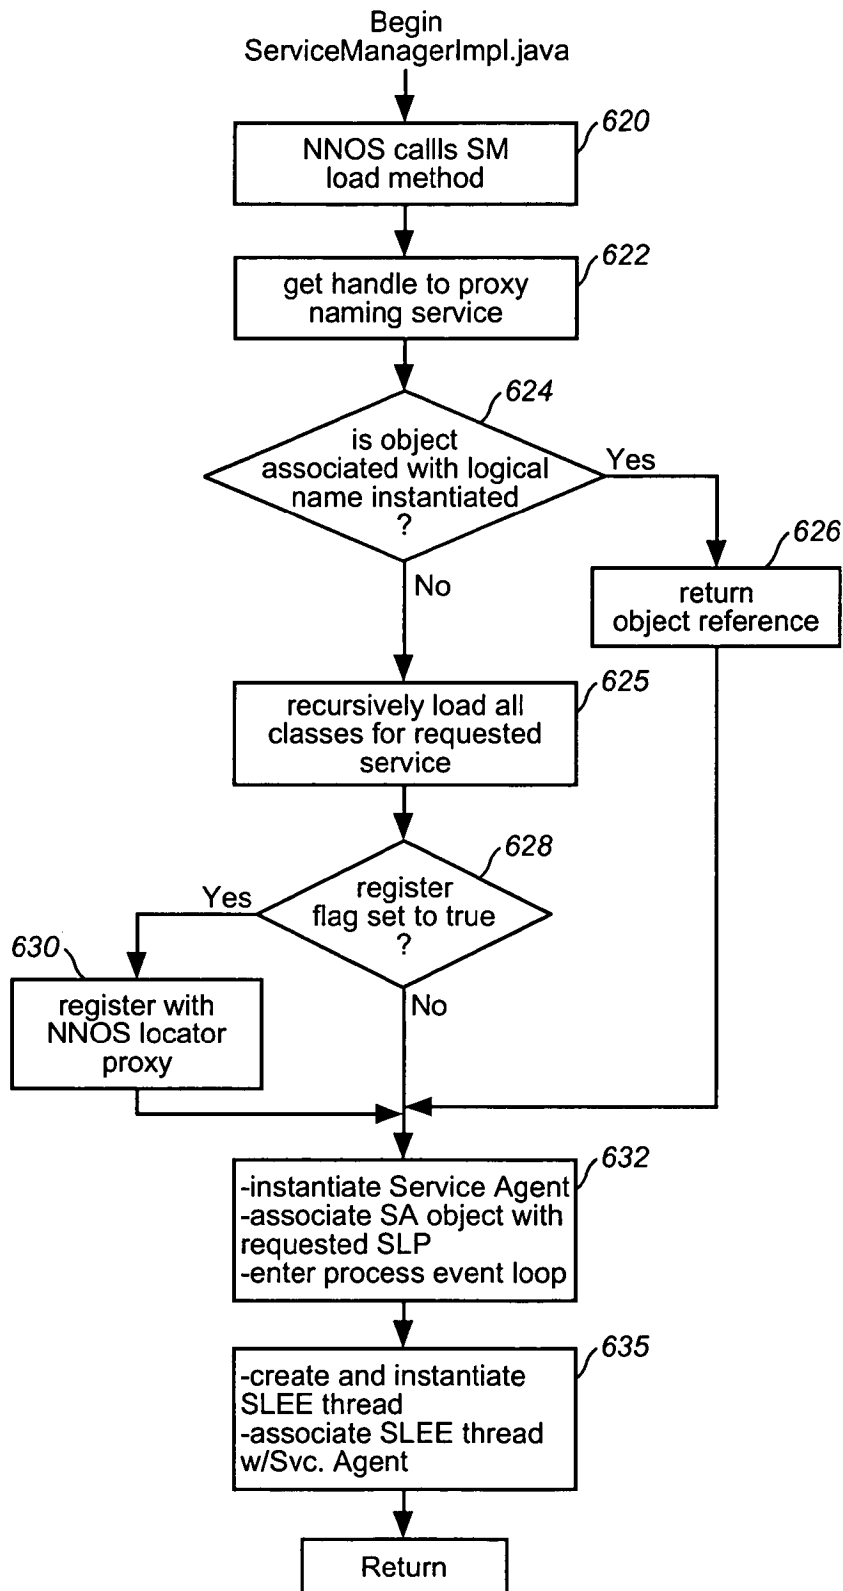 Begin
ServiceManagerImpl.java
620
NNOS callls SM
load method
622
get handle to proxy
naming service
624
is object
associated with logical
name instantiated
?
Yes
626
return
object reference
No
625
recursively load all
classes for requested
service
628
register
flag set to true
?
Yes
630
register with
NNOS locator
proxy
No
632
-instantiate Service Agent
-associate SA object with
requested SLP
-enter process event loop
635
-create and instantiate
SLEE thread
-associate SLEE thread
w/Svc. Agent
Return